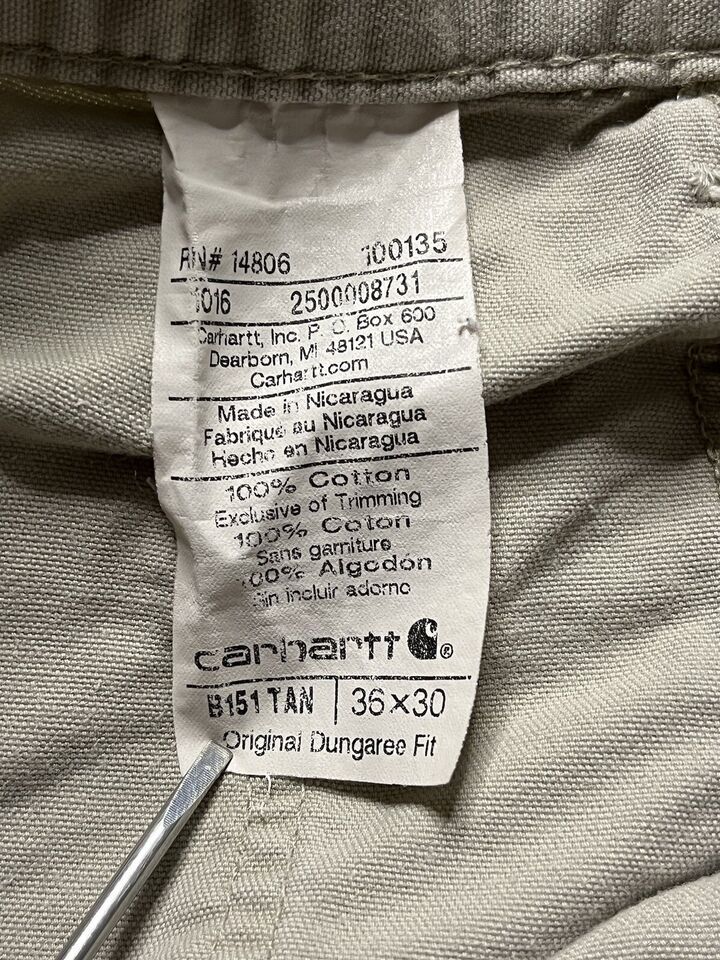 RN# 14806 100135
1016 2500008731
Carhartt, Inc. P. O. Box 600
Dearborn, MI 48121 USA
Carhartt.com
Made in Nicaragua
Fabrique au Nicaragua
Hecho en Nicaragua
100% Cotton
Exclusive of Trimming
100% Coton
Sans garniture
100% Algodón
Sin incluir adorno
carhartt ®
B151 TAN | 36×30
Original Dungaree Fit